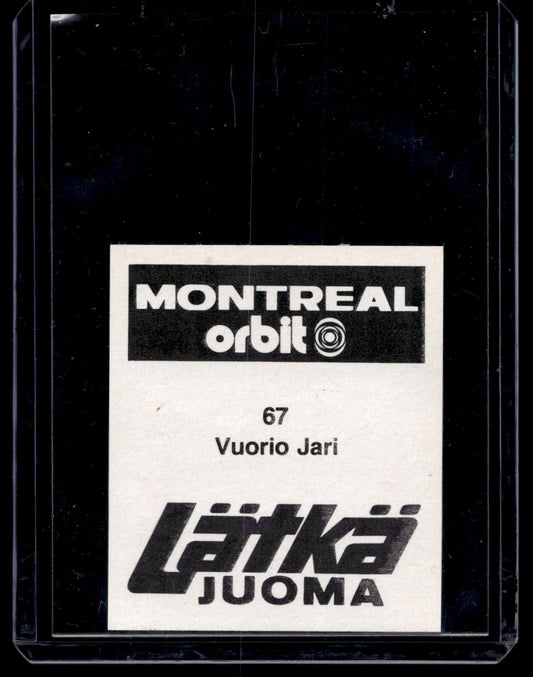 MONTREAL
orbit
67
Vuorio Jari
Lätkä
JUOMA